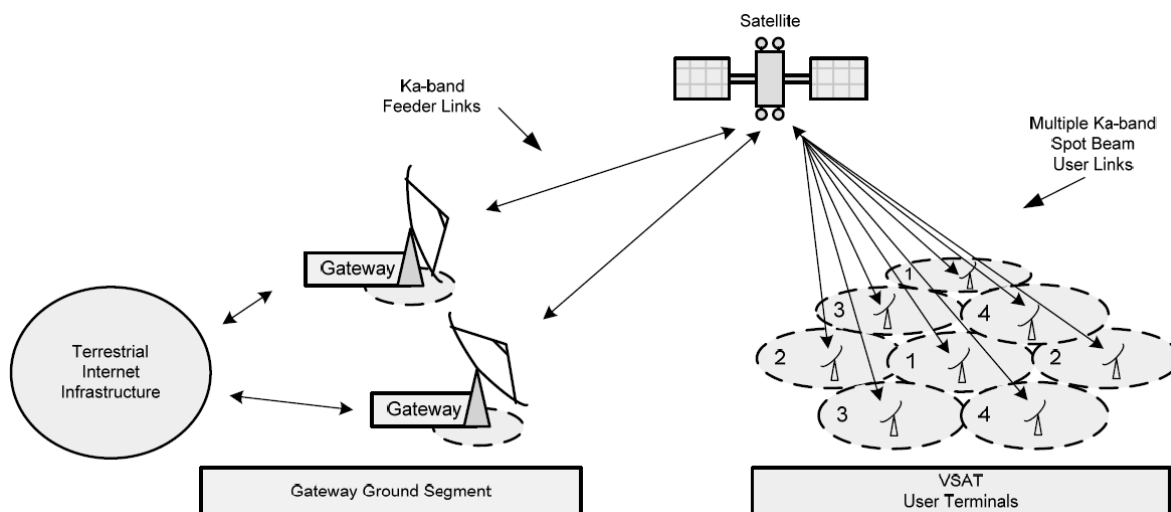 Satellite
Ka-band
Feeder Links
Multiple Ka-band
Spot Beam
User Links
Gateway
1
3
4
Terrestrial
Internet
Infrastructure
2
1
2
Gateway
3
4
Gateway Ground Segment
VSAT
User Terminals